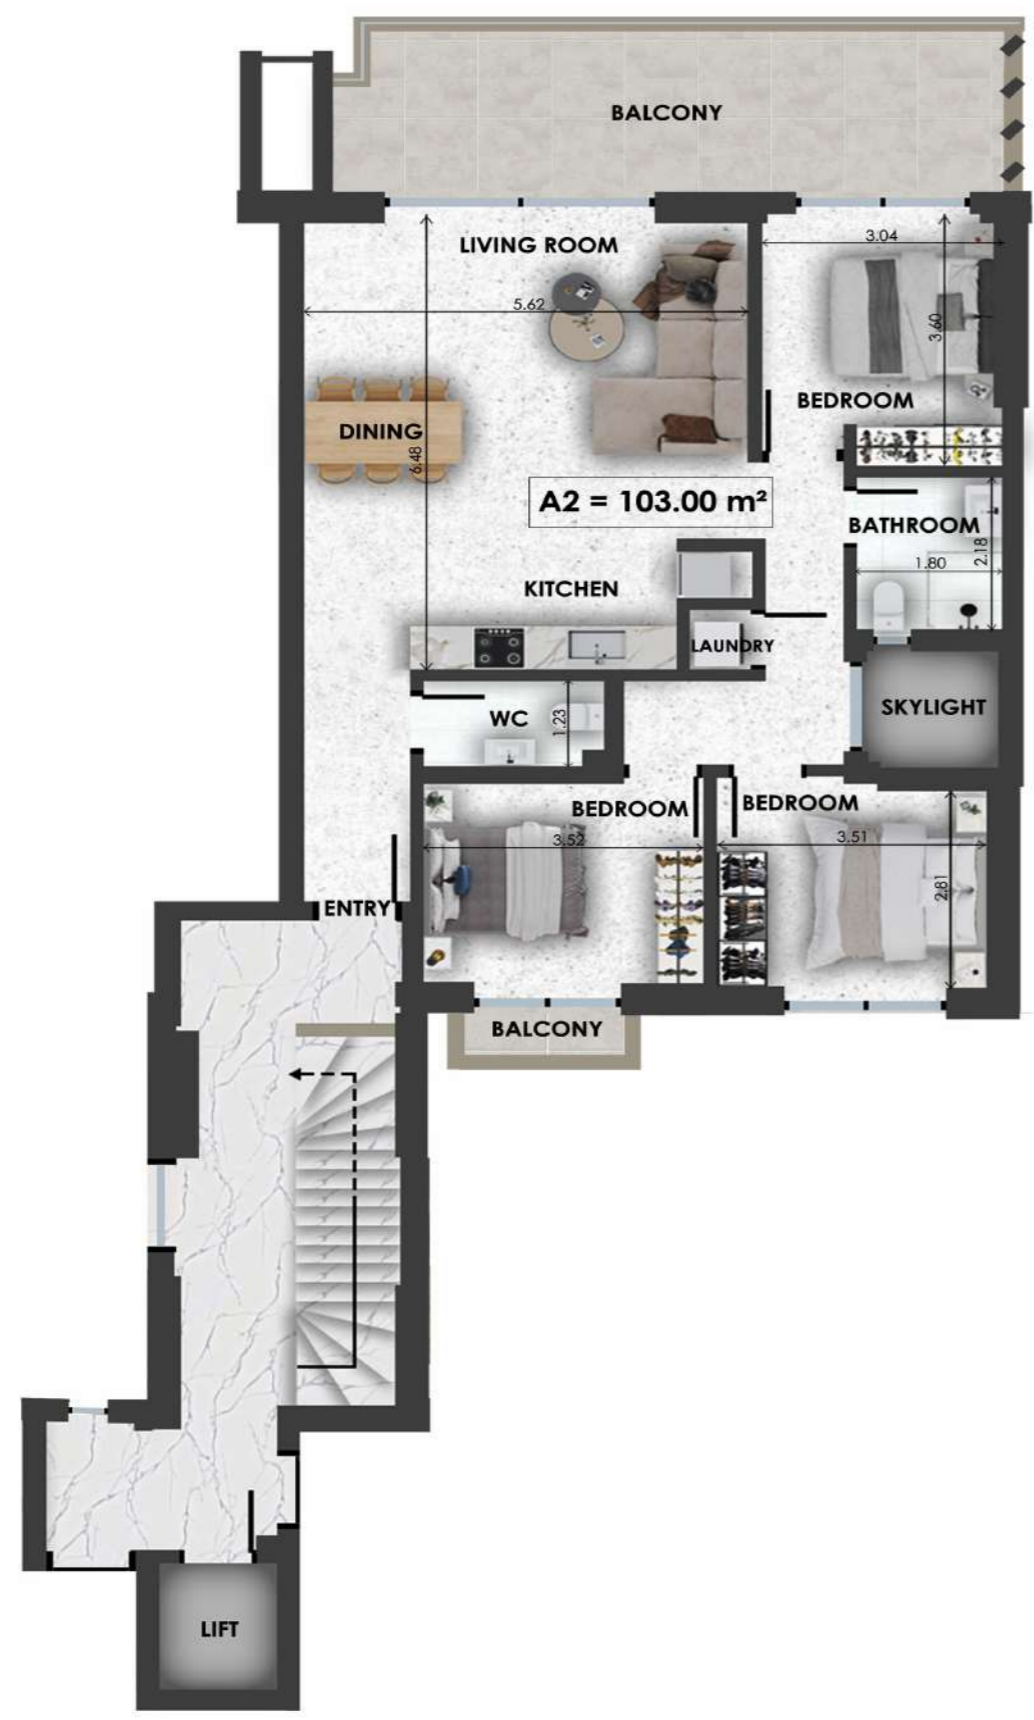 BALCONY
LIVING ROOM
3.04
5.62
3.60
BEDROOM
DINING
6.48
A2 = 103.00 m²
BATHROOM
2.18
1.80
KITCHEN
LAUNDRY
SKYLIGHT
WC
1.23
BEDROOM
BEDROOM
3.52
3.51
2.81
ENTRY
BALCONY
LIFT